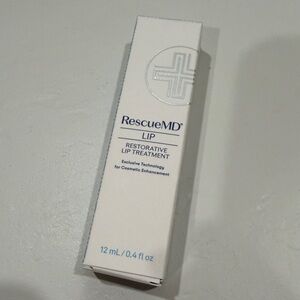 RescueMD®
LIP
RESTORATIVE
LIP TREATMENT
Exclusive Technology
for Cosmetic Enhancement
12 mL / 0.4 fl oz